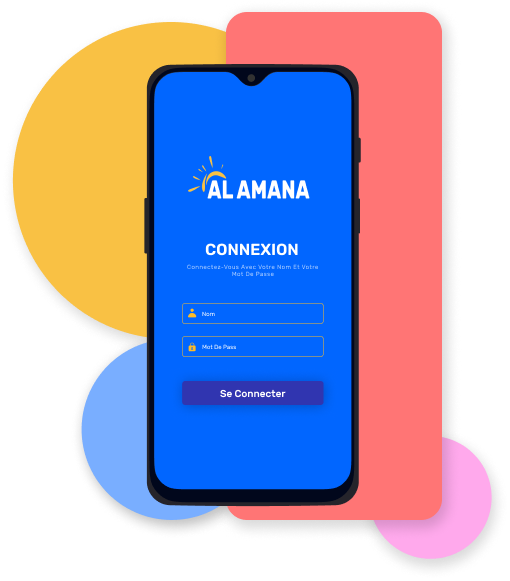 AL AMANA
CONNEXION
Connectez-Vous Avec Votre Nom Et Votre
Mot De Passe
Nom
Mot De Pass
Se Connecter